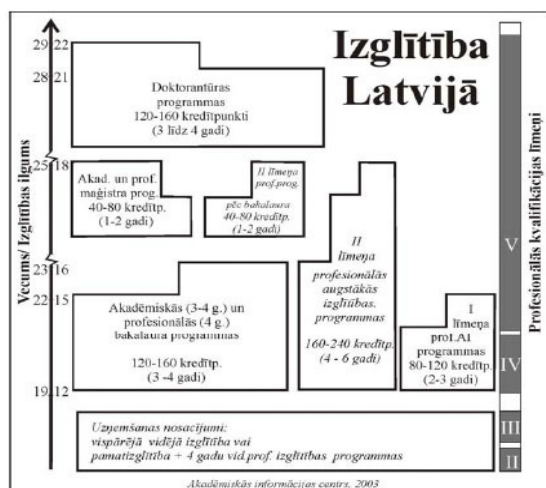 Izglītība
Latvijā
Vecums/ Izglītības ilgums
29 22
28 21
25 18
23 16
22 15
19 12
Doktorantūras
programmas
120-160 kredītpunkti
(3 līdz 4 gadi)
Akad. un prof.
maģistra prog.
40-80 kredītp.
(1-2 gadi)
II līmeņa
prof.prog.
pēc bakalaura
40-80 kredītp.
(1-2 gadi)
II
līmeņa
profesionālās
augstākās
izglītības.
programmas
160-240 kredītp.
(4 - 6 gadi)
Akadēmiskās (3-4 g.) un
profesionālās (4 g.)
bakalaura programmas
120-160 kredītp.
(3 -4 gadi)
I
līmeņa
prof.AI
programmas
80-120 kredītp.
(2-3 gadi)
Uzņemšanas nosacījumi:
vispārējā vidējā izglītība vai
pamatizglītība + 4 gadu vid.prof. izglītības programmas
Profesionālās kvalifikācijas līmeņi
V
IV
III
II
Akadēmiskās informācijas centrs, 2003